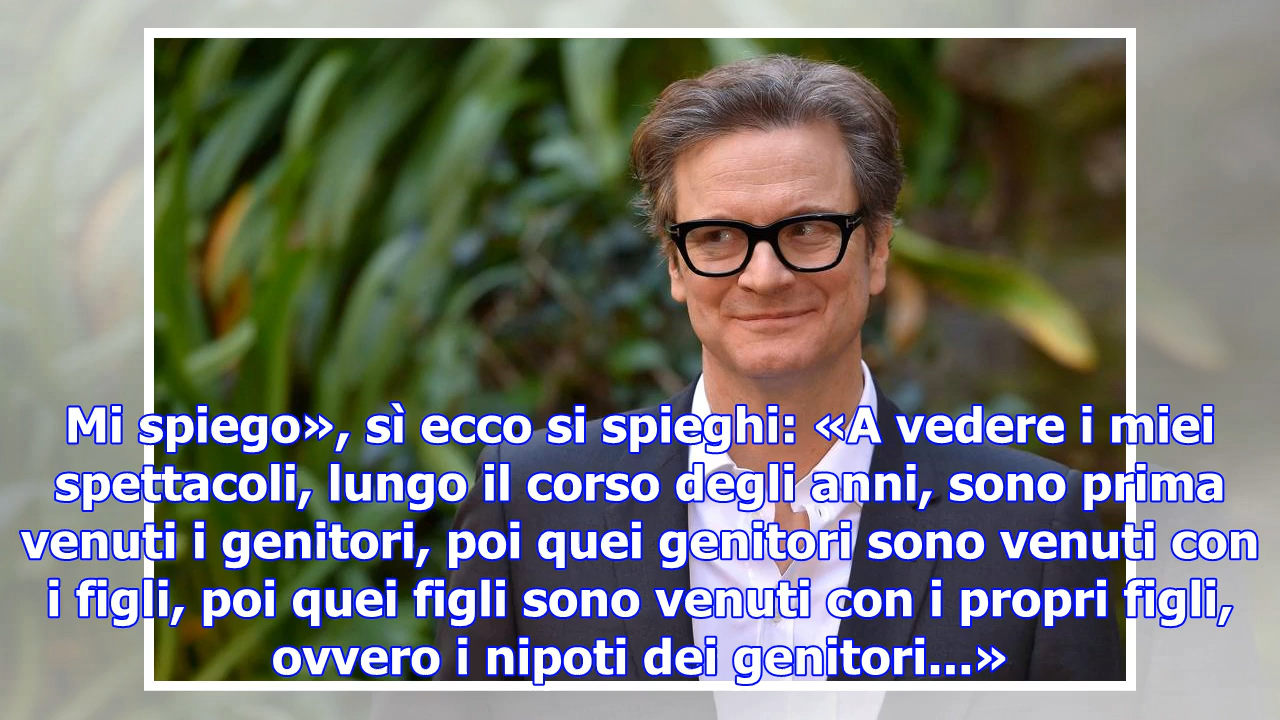 Mi spiego», sì ecco si spieghi: «A vedere i miei
spettacoli, lungo il corso degli anni, sono prima
venuti i genitori, poi quei genitori sono venuti con
i figli, poi quei figli sono venuti con i propri figli,
ovvero i nipoti dei genitori...»